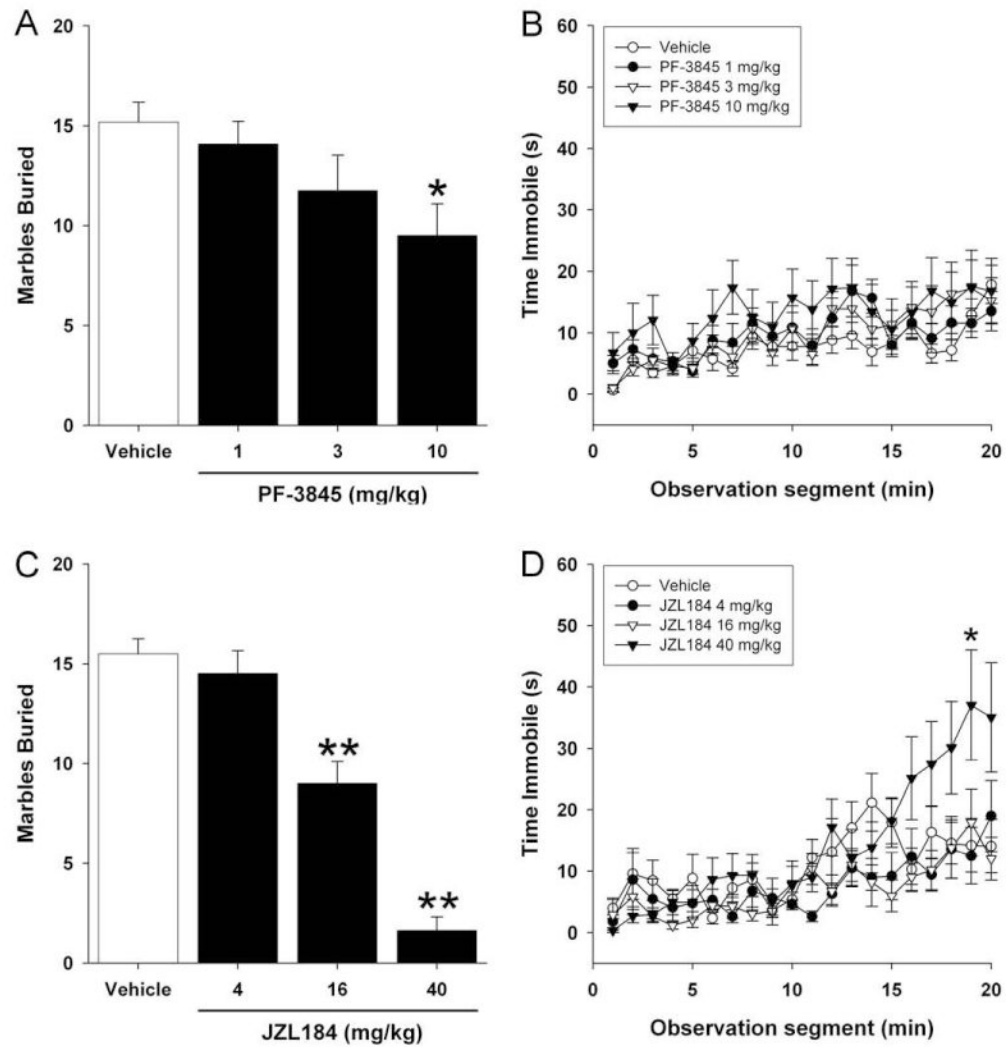 A
20
15
10
5
0
Marbles Buried
*
Vehicle
1
3
10
PF-3845 (mg/kg)
B
60
50
40
30
20
10
0
Time Immobile (s)
Vehicle
PF-3845 1 mg/kg
PF-3845 3 mg/kg
PF-3845 10 mg/kg
0
5
10
15
20
Observation segment (min)
C
20
15
10
5
0
Marbles Buried
**
**
Vehicle
4
16
40
JZL184 (mg/kg)
D
60
50
40
30
20
10
0
Time Immobile (s)
Vehicle
JZL184 4 mg/kg
JZL184 16 mg/kg
JZL184 40 mg/kg
*
0
5
10
15
20
Observation segment (min)